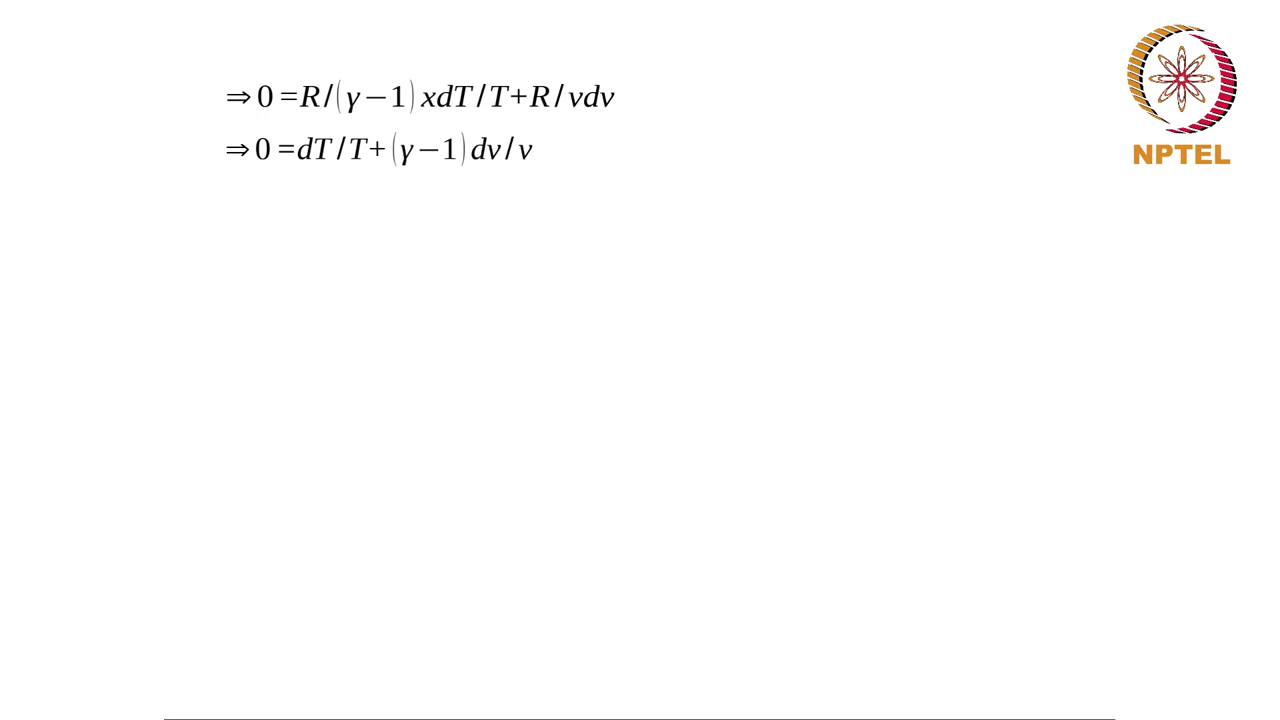 ⇒ 0 = R / ( γ − 1 ) xdT / T + R / vdv
⇒ 0 = dT / T + ( γ − 1 ) dv / v
NPTEL